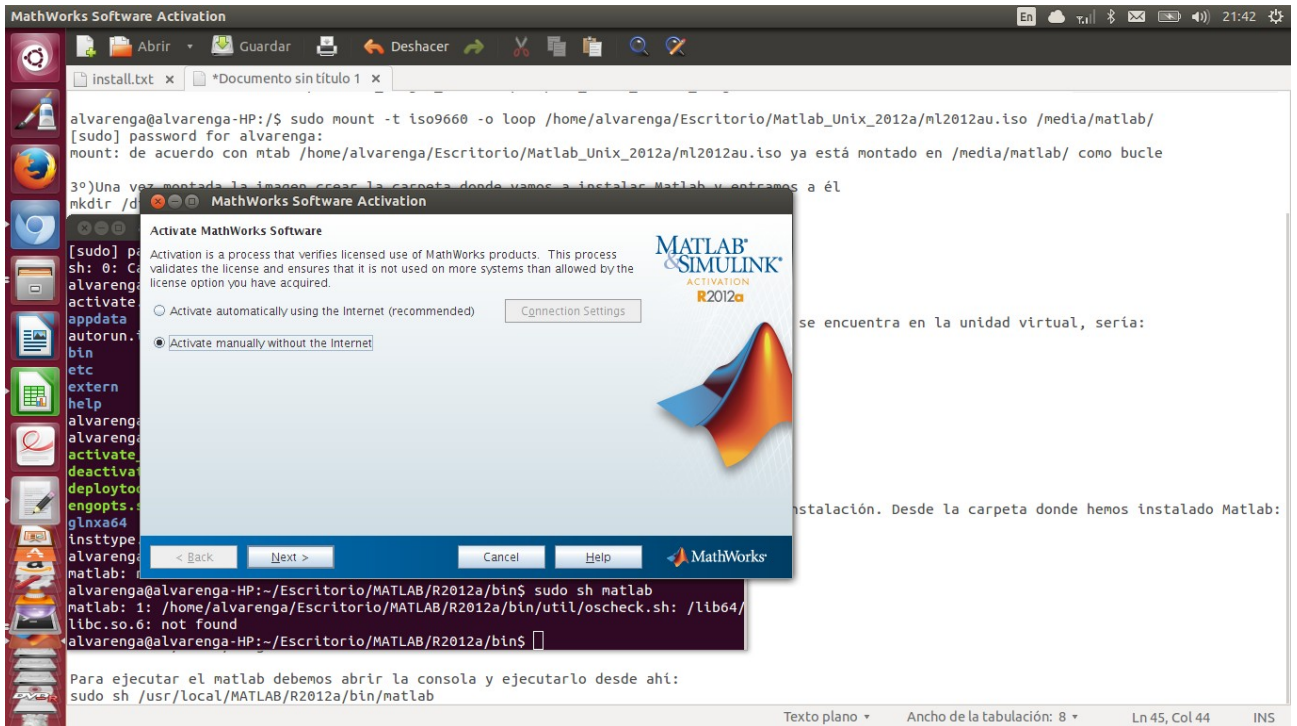 MathWorks Software Activation
En
21:42
Abrir
Guardar
Deshacer
install.txt
*Documento sin título 1
alvarenga@alvarenga-HP:/$ sudo mount -t iso9660 -o loop /home/alvarenga/Escritorio/Matlab_Unix_2012a/ml2012au.iso /media/matlab/
[sudo] password for alvarenga:
mount: de acuerdo con mtab /home/alvarenga/Escritorio/Matlab_Unix_2012a/ml2012au.iso ya está montado en /media/matlab/ como bucle
3º)Una vez montada la imagen crear la carpeta donde vamos a instalar Matlab y entramos a él
mkdir /d
MathWorks Software Activation
Activate MathWorks Software
Activation is a process that verifies licensed use of MathWorks products. This process
validates the license and ensures that it is not used on more systems than allowed by the
license option you have acquired.
Activate automatically using the Internet (recommended)
Connection Settings
Activate manually without the Internet
MATLAB®
&SIMULINK®
ACTIVATION
R2012a
< Back
Next >
Cancel
Help
MathWorks®
[sudo] pa
sh: 0: Ca
alvarenga
activate
appdata
autorun.i
bin
etc
extern
help
alvarenga
alvarenga
activate_
deactivat
deploytoo
engopts.s
glnxa64
insttype.
alvarenga
matlab: r
alvarenga@alvarenga-HP:~/Escritorio/MATLAB/R2012a/bin$ sudo sh matlab
matlab: 1: /home/alvarenga/Escritorio/MATLAB/R2012a/bin/util/oscheck.sh: /lib64/
libc.so.6: not found
alvarenga@alvarenga-HP:~/Escritorio/MATLAB/R2012a/bin$
se encuentra en la unidad virtual, sería:
nstalación. Desde la carpeta donde hemos instalado Matlab:
Para ejecutar el matlab debemos abrir la consola y ejecutarlo desde ahi:
sudo sh /usr/local/MATLAB/R2012a/bin/matlab
Texto plano
Ancho de la tabulación: 8
Ln 45, Col 44
INS